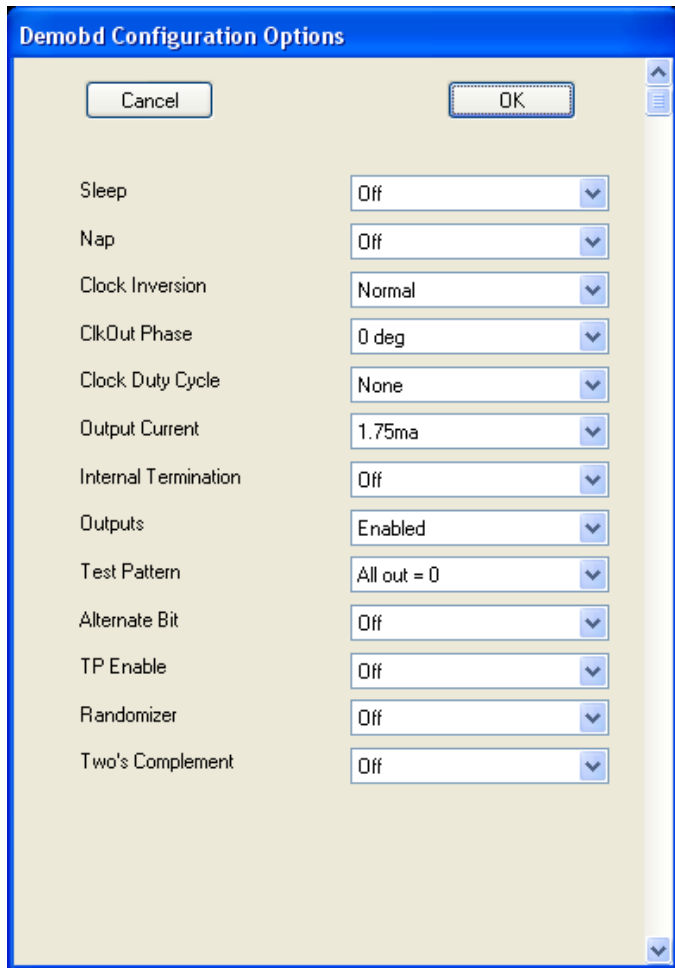 Demobd Configuration Options
Cancel OK
Sleep Off
Nap Off
Clock Inversion Normal
ClkOut Phase 0 deg
Clock Duty Cycle None
Output Current 1.75ma
Internal Termination Off
Outputs Enabled
Test Pattern All out = 0
Alternate Bit Off
TP Enable Off
Randomizer Off
Two's Complement Off